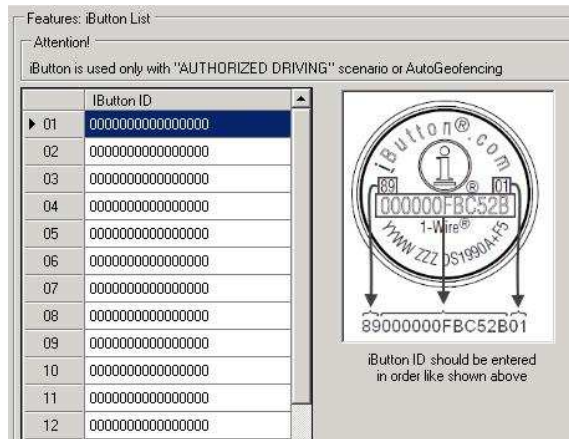 Features: iButton List
Attention!
iButton is used only with "AUTHORIZED DRIVING" scenario or AutoGeofencing
IButton ID
01 0000000000000000
02 0000000000000000
03 0000000000000000
04 0000000000000000
05 0000000000000000
06 0000000000000000
07 0000000000000000
08 0000000000000000
09 0000000000000000
10 0000000000000000
11 0000000000000000
12 0000000000000000
iButton®.com
i
®
89 01
000000FBC52B
1-Wire®
YYWW ZZZ DS1990A+F5
89000000FBC52B01
iButton ID should be entered
in order like shown above